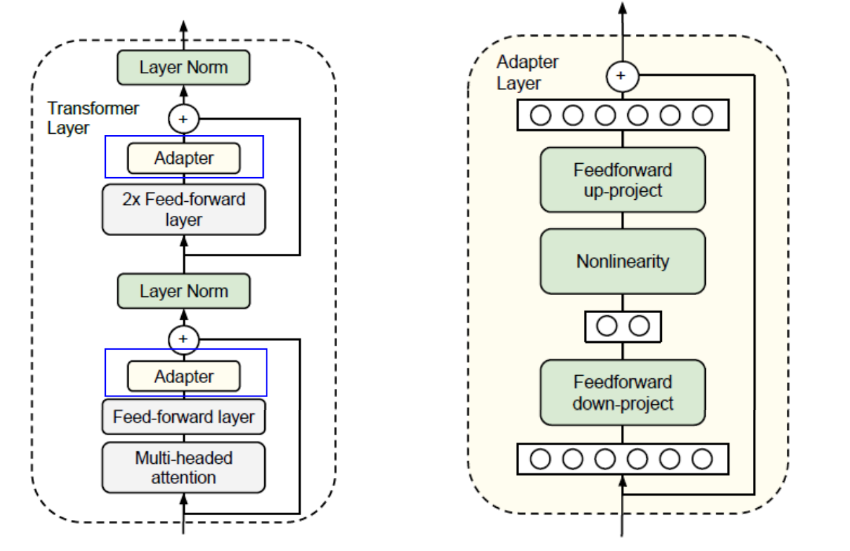 Layer Norm
Transformer
Layer
+
Adapter
2x Feed-forward
layer
Layer Norm
+
Adapter
Feed-forward layer
Multi-headed
attention
Adapter
Layer
+
Feedforward
up-project
Nonlinearity
Feedforward
down-project